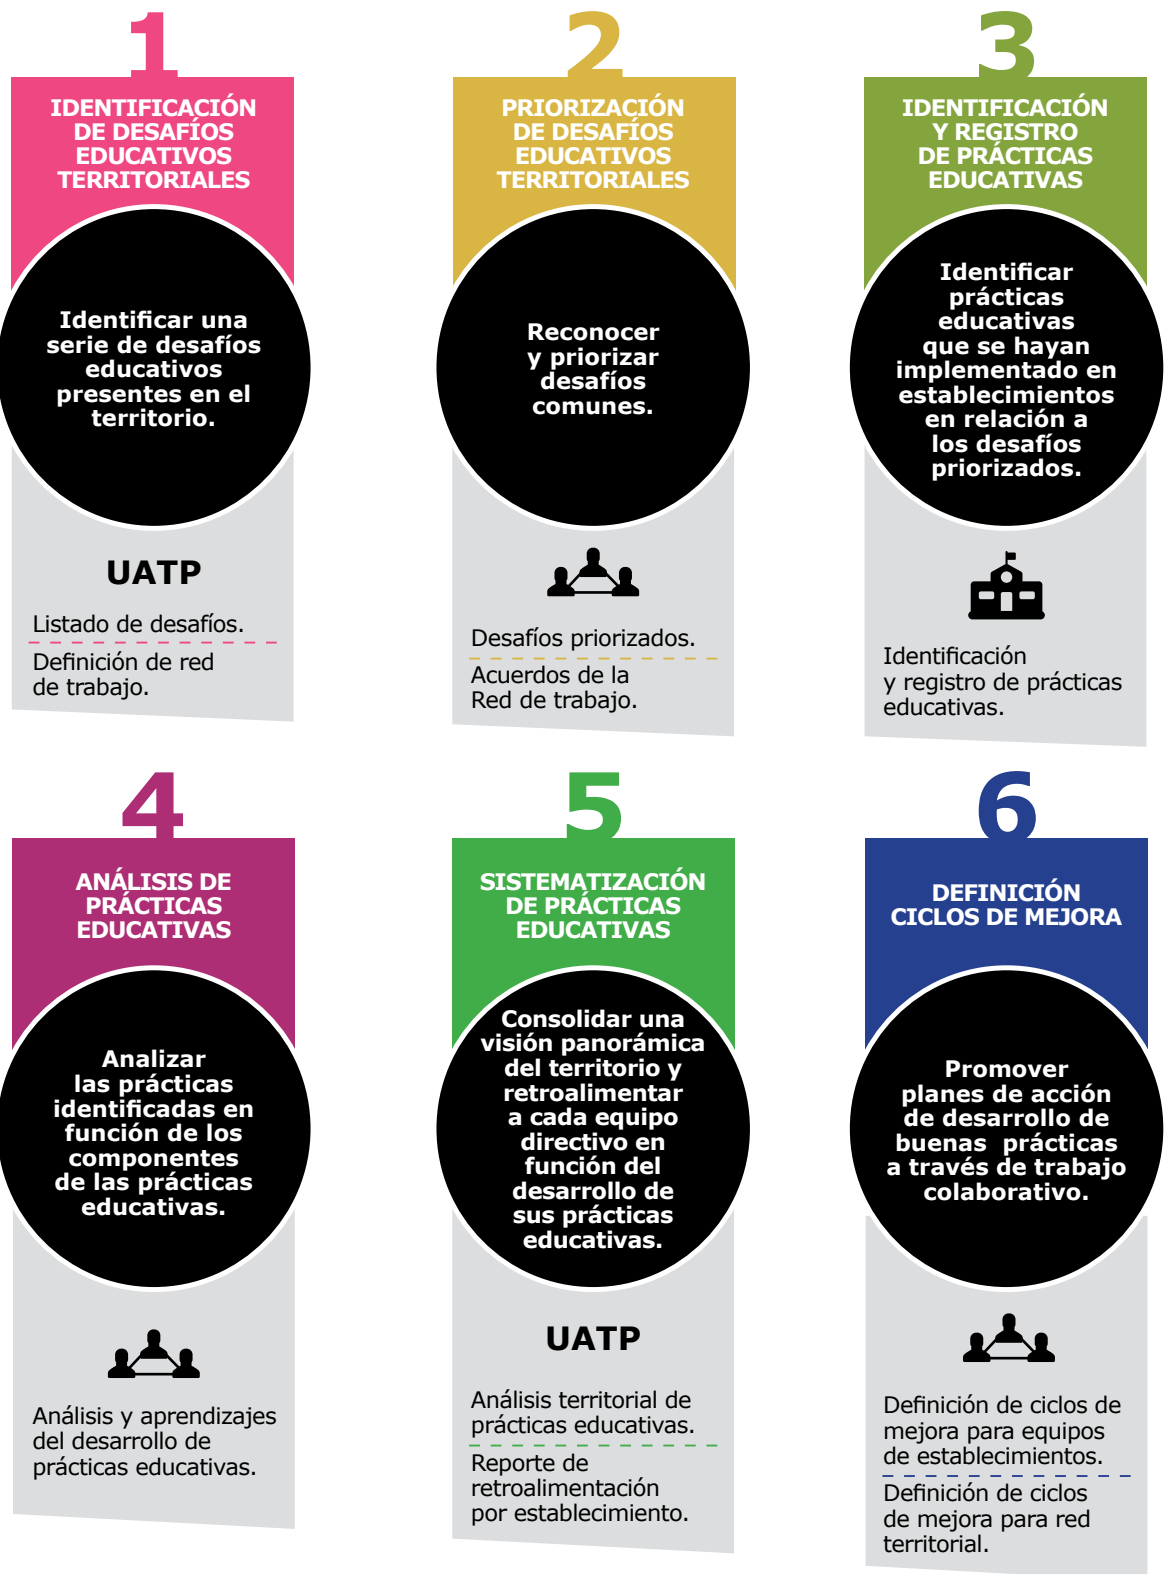 1
IDENTIFICACIÓN
DE DESAFÍOS
EDUCATIVOS
TERRITORIALES
Identificar una
serie de desafíos
educativos
presentes en el
territorio.
UATP
Listado de desafíos.
Definición de red
de trabajo.
2
PRIORIZACIÓN
DE DESAFÍOS
EDUCATIVOS
TERRITORIALES
Reconocer
y priorizar
desafíos
comunes.
Desafíos priorizados.
Acuerdos de la
Red de trabajo.
3
IDENTIFICACIÓN
Y REGISTRO
DE PRÁCTICAS
EDUCATIVAS
Identificar
prácticas
educativas
que se hayan
implementado en
establecimientos
en relación a
los desafíos
priorizados.
Identificación
y registro de prácticas
educativas.
4
ANÁLISIS DE
PRÁCTICAS
EDUCATIVAS
Analizar
las prácticas
identificadas en
función de los
componentes
de las prácticas
educativas.
Análisis y aprendizajes
del desarrollo de
prácticas educativas.
5
SISTEMATIZACIÓN
DE PRÁCTICAS
EDUCATIVAS
Consolidar una
visión panorámica
del territorio y
retroalimentar
a cada equipo
directivo en
función del
desarrollo de
sus prácticas
educativas.
UATP
Análisis territorial de
prácticas educativas.
Reporte de
retroalimentación
por establecimiento.
6
DEFINICIÓN
CICLOS DE MEJORA
Promover
planes de acción
de desarrollo de
buenas  prácticas
a través de trabajo
colaborativo.
Definición de ciclos de
mejora para equipos
de establecimientos.
Definición de ciclos
de mejora para red
territorial.